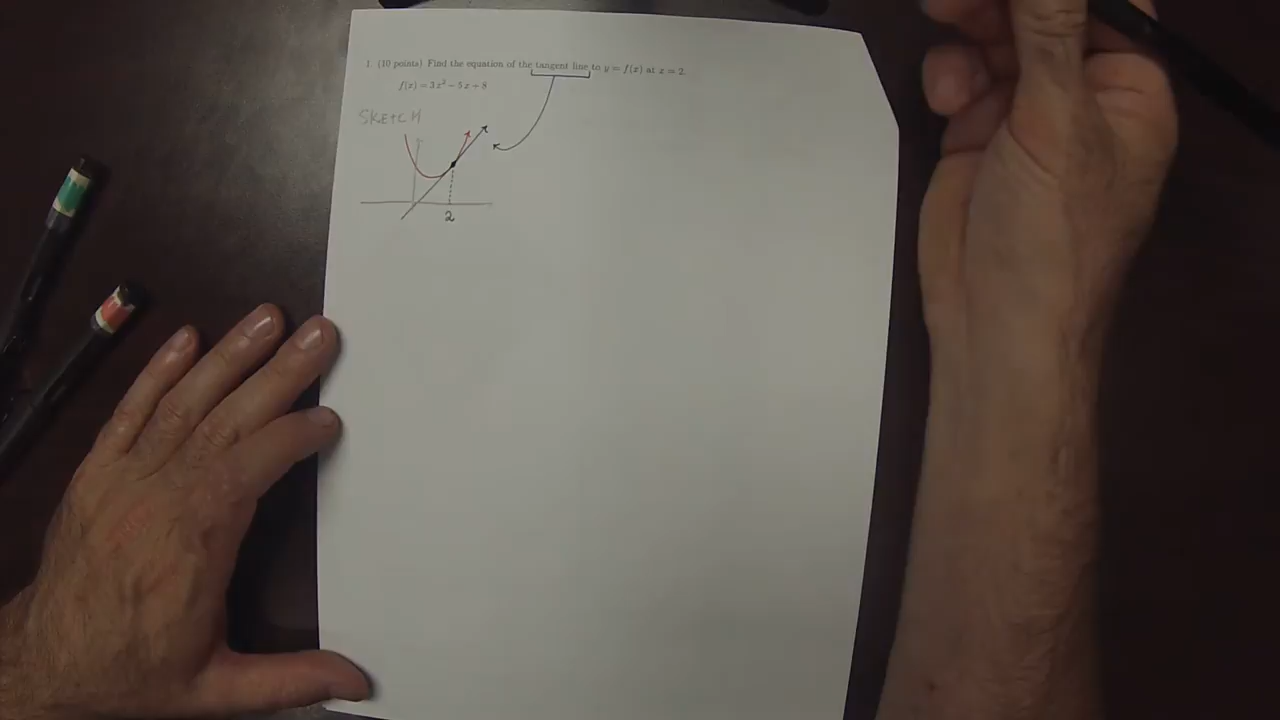 1. (10 points) Find the equation of the tangent line to y = f(x) at x = 2.
f(x) = 3x² − 5x + 8
SKETCH
2